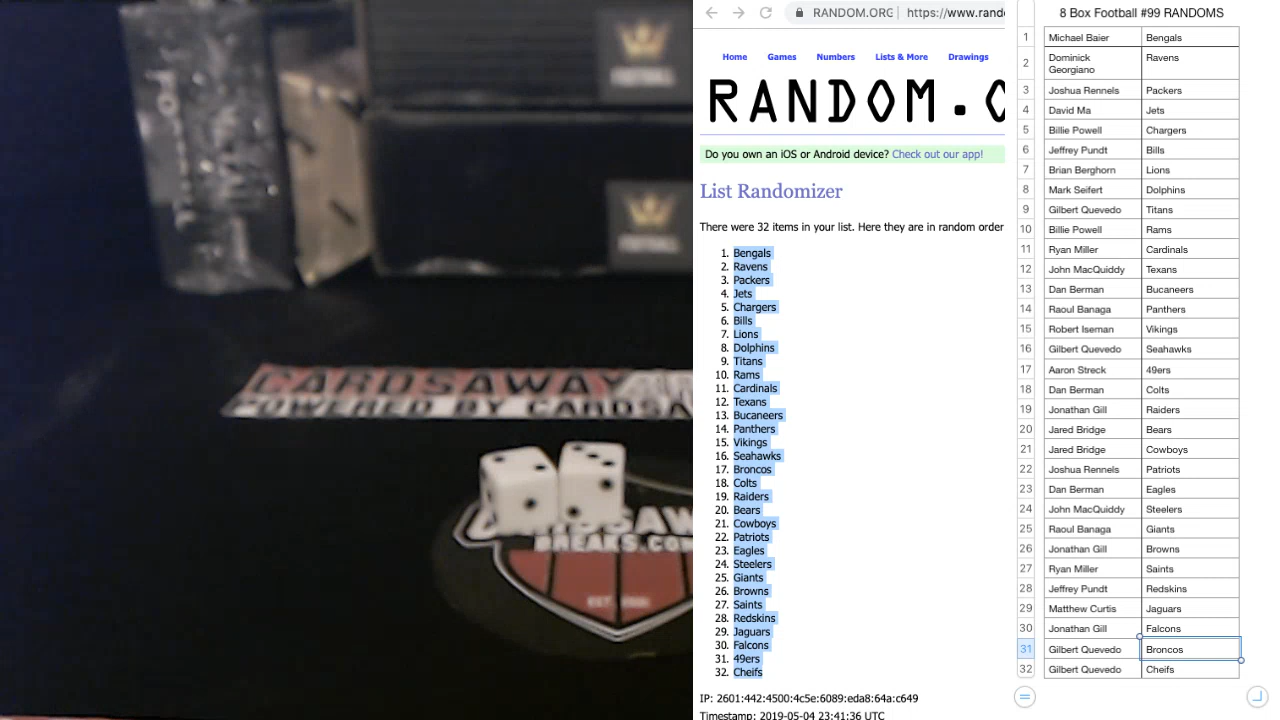 FOOTBALL
FOOTBALL
CARDSAWAY
POWERED BY CARDSA
CARDSAW
BREAKS.COM
RANDOM.ORG
https://www.rando
Home Games Numbers Lists & More Drawings
RANDOM.O
Do you own an iOS or Android device? Check out our app!
List Randomizer
There were 32 items in your list. Here they are in random order
1. Bengals
2. Ravens
3. Packers
4. Jets
5. Chargers
6. Bills
7. Lions
8. Dolphins
9. Titans
10. Rams
11. Cardinals
12. Texans
13. Bucaneers
14. Panthers
15. Vikings
16. Seahawks
17. Broncos
18. Colts
19. Raiders
20. Bears
21. Cowboys
22. Patriots
23. Eagles
24. Steelers
25. Giants
26. Browns
27. Saints
28. Redskins
29. Jaguars
30. Falcons
31. 49ers
32. Cheifs
IP: 2601:442:4500:4c5e:6089:eda8:64a:c649
Timestamp: 2019-05-04 23:41:36 UTC
8 Box Football #99 RANDOMS
1 Michael Baier Bengals
2 Dominick Georgiano Ravens
3 Joshua Rennels Packers
4 David Ma Jets
5 Billie Powell Chargers
6 Jeffrey Pundt Bills
7 Brian Berghorn Lions
8 Mark Seifert Dolphins
9 Gilbert Quevedo Titans
10 Billie Powell Rams
11 Ryan Miller Cardinals
12 John MacQuiddy Texans
13 Dan Berman Bucaneers
14 Raoul Banaga Panthers
15 Robert Iseman Vikings
16 Gilbert Quevedo Seahawks
17 Aaron Streck 49ers
18 Dan Berman Colts
19 Jonathan Gill Raiders
20 Jared Bridge Bears
21 Jared Bridge Cowboys
22 Joshua Rennels Patriots
23 Dan Berman Eagles
24 John MacQuiddy Steelers
25 Raoul Banaga Giants
26 Jonathan Gill Browns
27 Ryan Miller Saints
28 Jeffrey Pundt Redskins
29 Matthew Curtis Jaguars
30 Jonathan Gill Falcons
31 Gilbert Quevedo Broncos
32 Gilbert Quevedo Cheifs